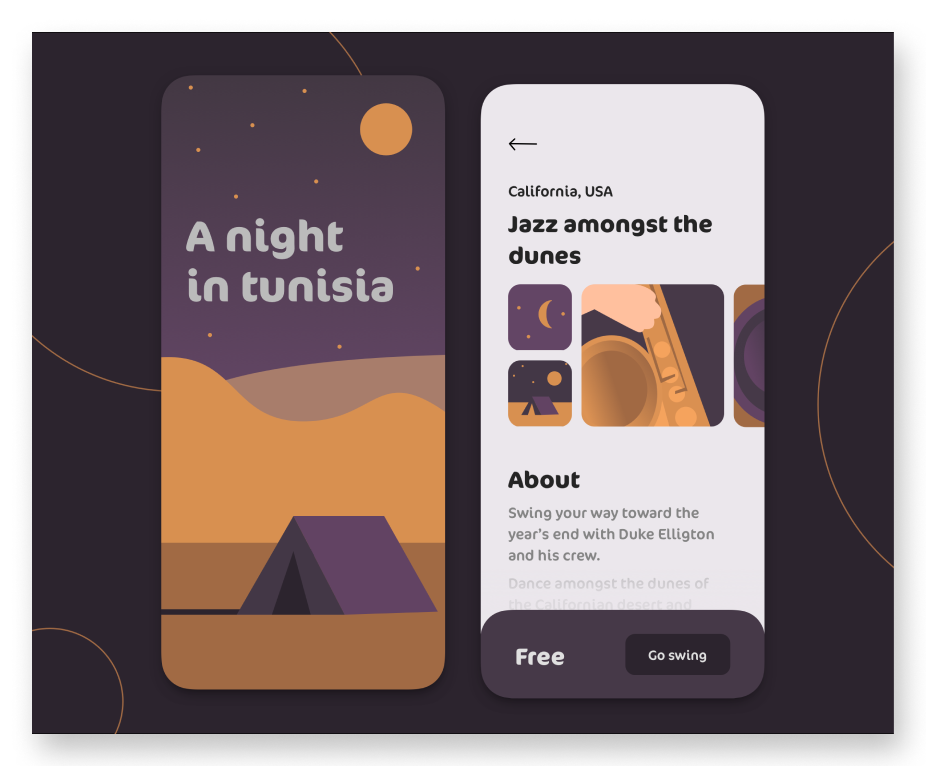 A night
in tunisia
California, USA
Jazz amongst the
dunes
About
Swing your way toward the
year's end with Duke Elligton
and his crew.
Dance amongst the dunes of
the Californian desert and
Free
Go swing